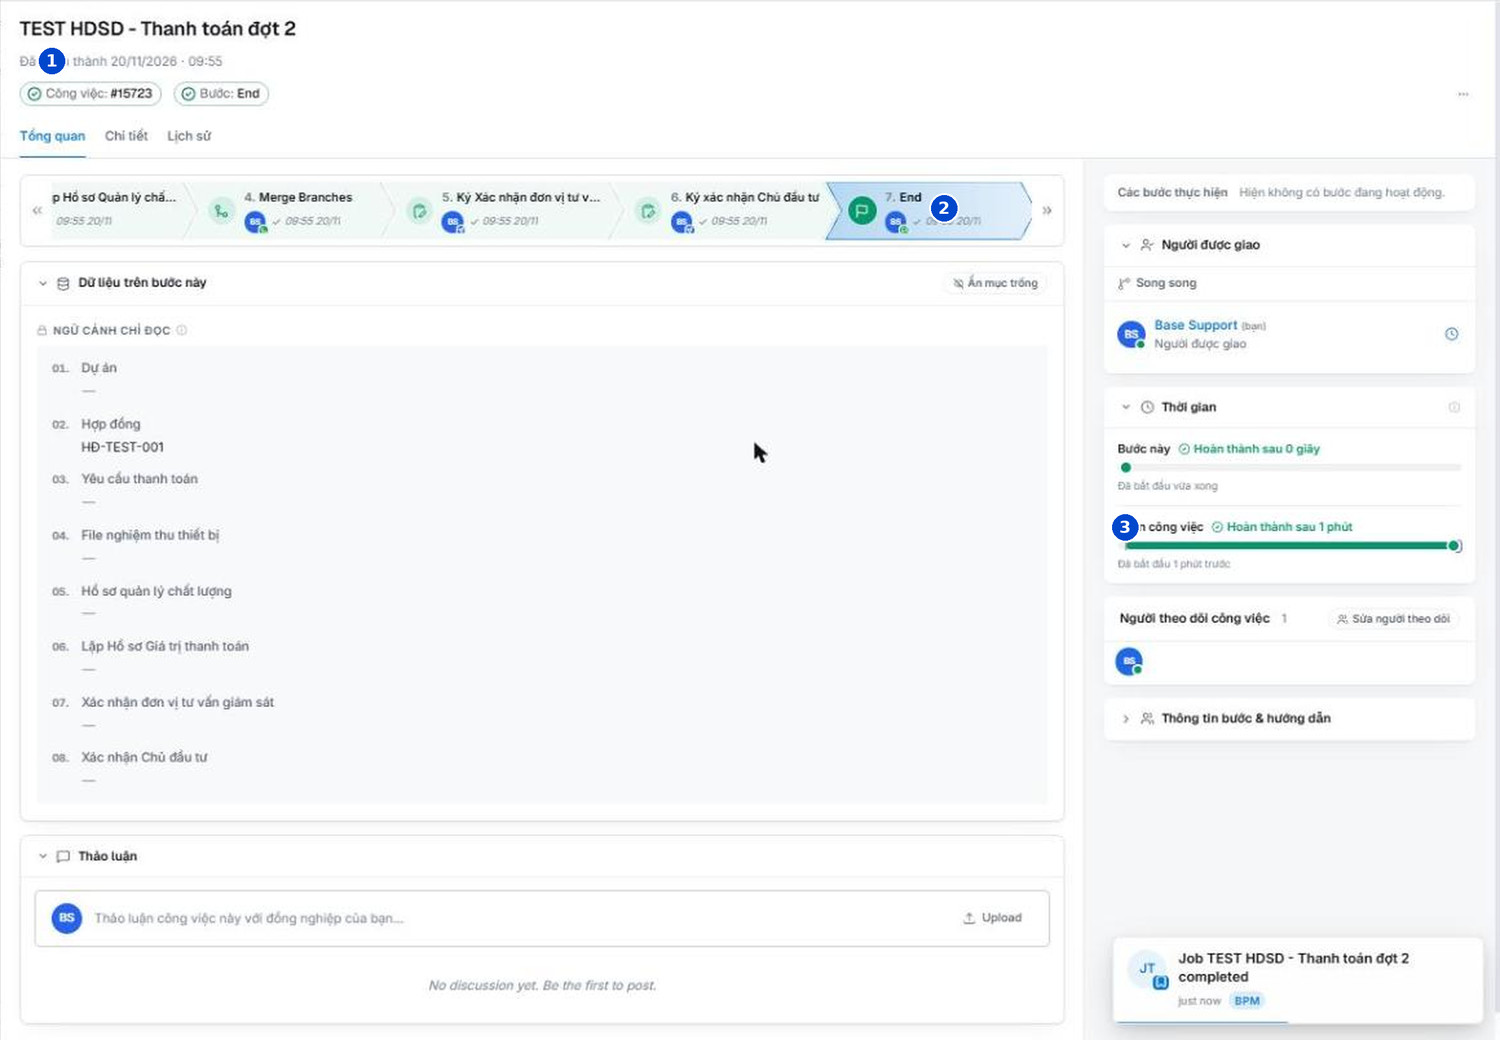 TEST HDSD - Thanh toán đợt 2
Đã 1 thành 20/11/2026 · 09:55
Công việc: #15723 Bước: End
Tổng quan Chi tiết Lịch sử
p Hồ sơ Quản lý chấ... 4. Merge Branches 5. Ký Xác nhận đơn vị tư v... 6. Ký xác nhận Chủ đầu tư 7. End 2
09:55 20/11 BS 09:55 20/11 BS 09:55 20/11 BS 09:55 20/11 BS 20/11
Dữ liệu trên bước này Ẩn mục trống
NGỮ CẢNH CHỈ ĐỌC
01. Dự án
—
02. Hợp đồng
HĐ-TEST-001
03. Yêu cầu thanh toán
—
04. File nghiệm thu thiết bị
—
05. Hồ sơ quản lý chất lượng
—
06. Lập Hồ sơ Giá trị thanh toán
—
07. Xác nhận đơn vị tư vấn giám sát
—
08. Xác nhận Chủ đầu tư
—
Thảo luận
BS Thảo luận công việc này với đồng nghiệp của bạn... Upload
No discussion yet. Be the first to post.
Các bước thực hiện Hiện không có bước đang hoạt động.
Người được giao
Song song
BS Base Support (bạn)
Người được giao
Thời gian
Bước này Hoàn thành sau 0 giây
Đã bắt đầu vừa xong
3 n công việc Hoàn thành sau 1 phút
Đã bắt đầu 1 phút trước
Người theo dõi công việc 1 Sửa người theo dõi
BS
Thông tin bước & hướng dẫn
JT Job TEST HDSD - Thanh toán đợt 2
completed
just now BPM